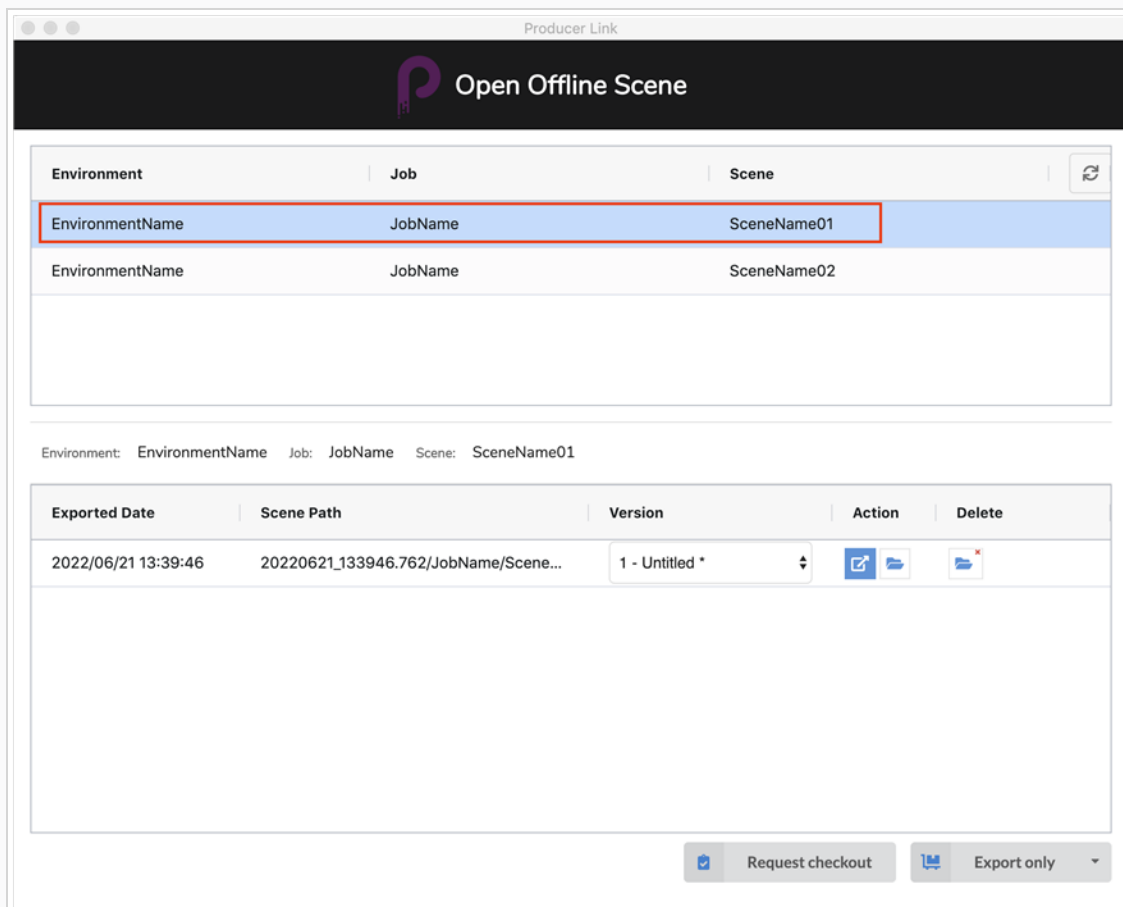 Producer Link
Open Offline Scene
Environment Job Scene
EnvironmentName JobName SceneName01
EnvironmentName JobName SceneName02
Environment: EnvironmentName Job: JobName Scene: SceneName01
Exported Date Scene Path Version Action Delete
2022/06/21 13:39:46 20220621_133946.762/JobName/Scene... 1 - Untitled *
Request checkout Export only